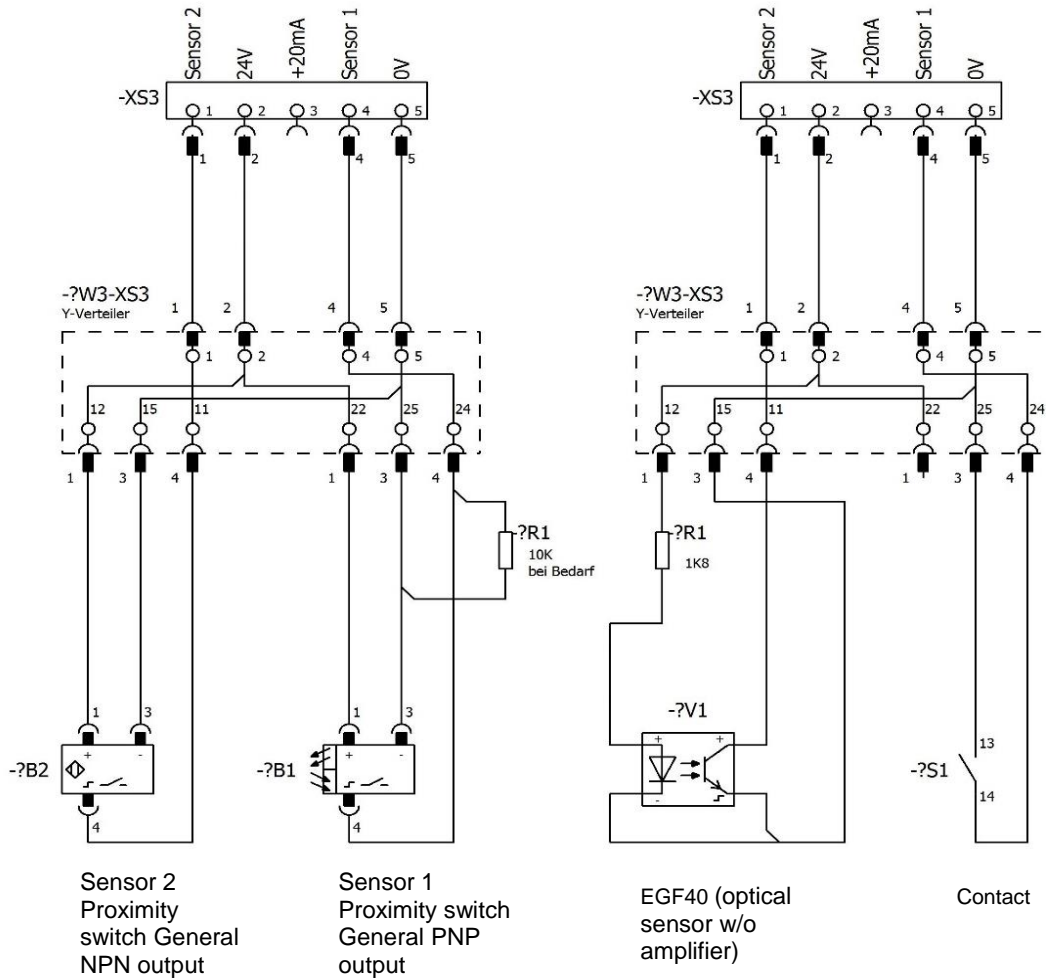 Sensor 2 24V +20mA Sensor 1 0V
-XS3 1 2 3 4 5
1 2 4 5
-?W3-XS3 1 2 4 5
Y-Verteiler
1 2 4 5
12 15 11 22 25 24
1 3 4 1 3 4
-?R1
10K
bei Bedarf
1 3 1 3
-?B2 + - -?B1 + -
4 4
Sensor 2
Proximity
switch General
NPN output
Sensor 1
Proximity switch
General PNP
output
Sensor 2 24V +20mA Sensor 1 0V
-XS3 1 2 3 4 5
1 2 4 5
-?W3-XS3 1 2 4 5
Y-Verteiler
1 2 4 5
12 15 11 22 25 24
1 3 4 1 3 4
-?R1
1K8
-?V1
+ +
-
13
-?S1
14
EGF40 (optical
sensor w/o
amplifier)
Contact